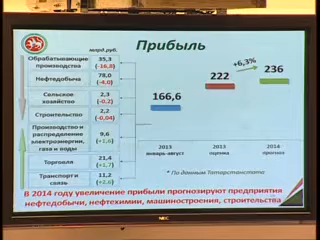 Прибыль
млрд.руб.
Обрабатывающие
производства
35,3
(-16,8)
Нефтедобыча
78,0
(-4,0)
Сельское
хозяйство
2,3
(-0,2)
Строительство
2,2
(-0,04)
Производство и
распределение
электроэнергии,
газа и воды
9,6
(+1,6)
Торговля
21,4
(+1,7)
Транспорт и
связь
11,2
(+2,6)
166,6
222
+6,3%
236
2013
январь-август
2013
оценка
2014
прогноз
* По данным Татарстанстата
В 2014 году увеличение прибыли прогнозируют предприятия
нефтедобычи, нефтехимии, машиностроения, строительства
NEC